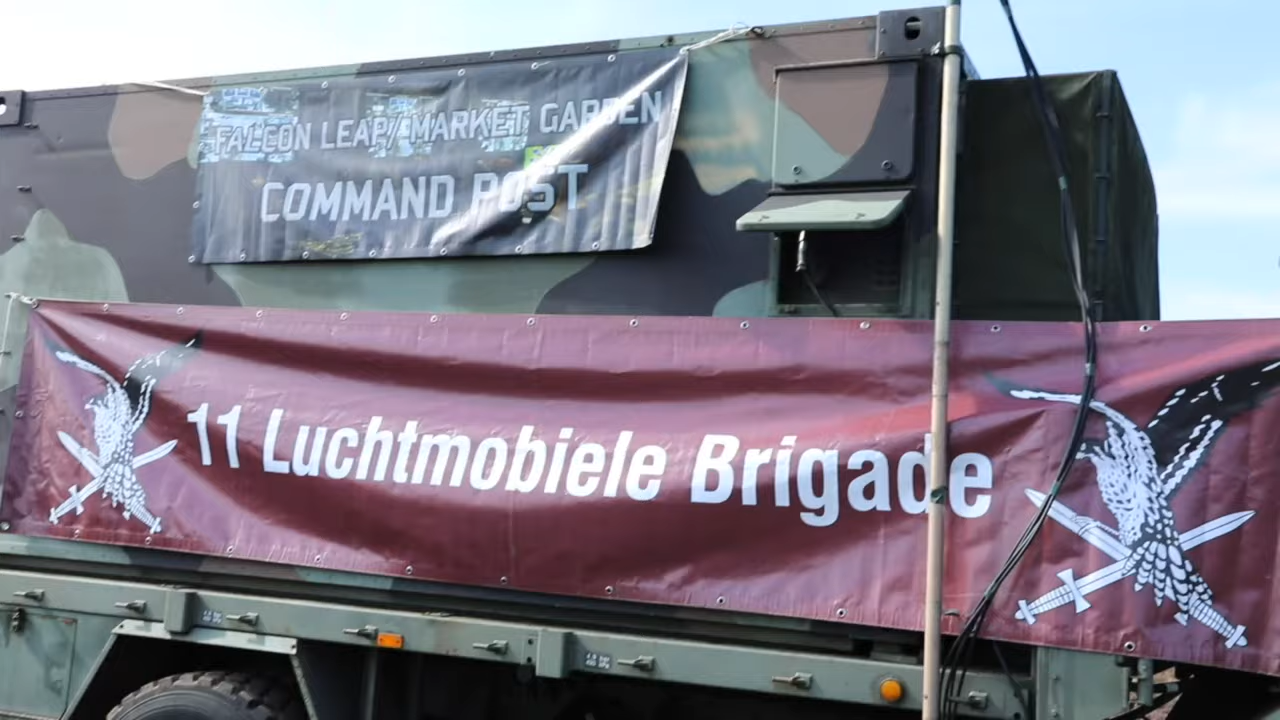 FALCON LEAP/MARKET GARDEN
COMMAND POST
11 Luchtmobiele Brigade